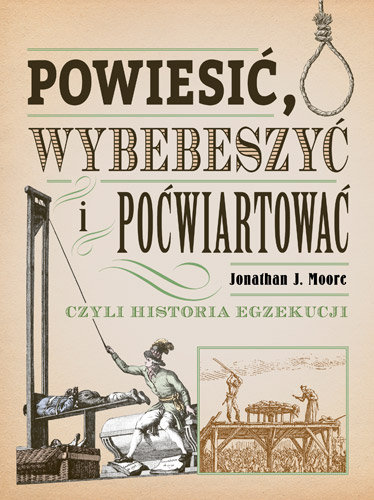 POWIESIĆ,
WYBEBESZYĆ
i POĆWIARTOWAĆ
Jonathan J. Moore
CZYLI HISTORIA EGZEKUCJI